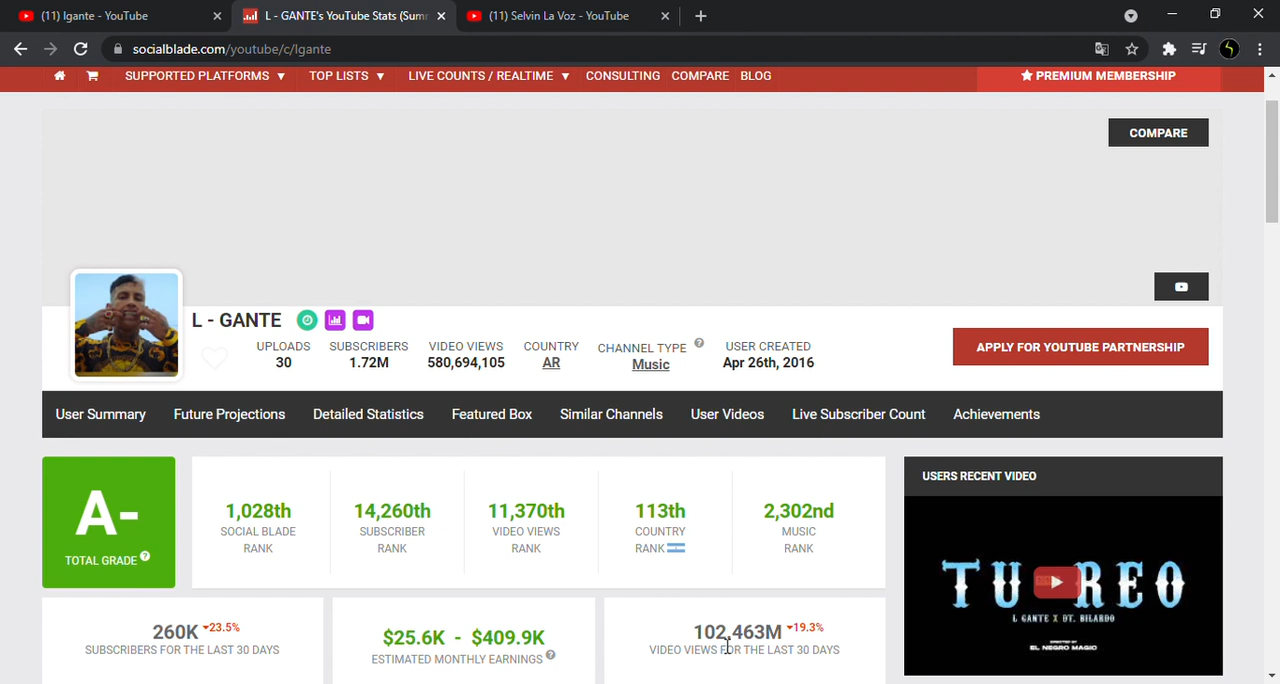 (11) lgante - YouTube
L - GANTE's YouTube Stats (Sum
(11) Selvin La Voz - YouTube
socialblade.com/youtube/c/lgante
SUPPORTED PLATFORMS
TOP LISTS
LIVE COUNTS / REALTIME
CONSULTING
COMPARE
BLOG
PREMIUM MEMBERSHIP
COMPARE
L - GANTE
UPLOADS
30
SUBSCRIBERS
1.72M
VIDEO VIEWS
580,694,105
COUNTRY
AR
CHANNEL TYPE ?
Music
USER CREATED
Apr 26th, 2016
APPLY FOR YOUTUBE PARTNERSHIP
User Summary
Future Projections
Detailed Statistics
Featured Box
Similar Channels
User Videos
Live Subscriber Count
Achievements
A-
TOTAL GRADE ?
1,028th
SOCIAL BLADE
RANK
14,260th
SUBSCRIBER
RANK
11,370th
VIDEO VIEWS
RANK
113th
COUNTRY
RANK
2,302nd
MUSIC
RANK
USERS RECENT VIDEO
TU REO
L GANTE X DT. BILARDO
DIRECTED BY
EL NEGRO MAGIO
260K 23.5%
SUBSCRIBERS FOR THE LAST 30 DAYS
$25.6K - $409.9K
ESTIMATED MONTHLY EARNINGS ?
102.463M 19.3%
VIDEO VIEWS FOR THE LAST 30 DAYS